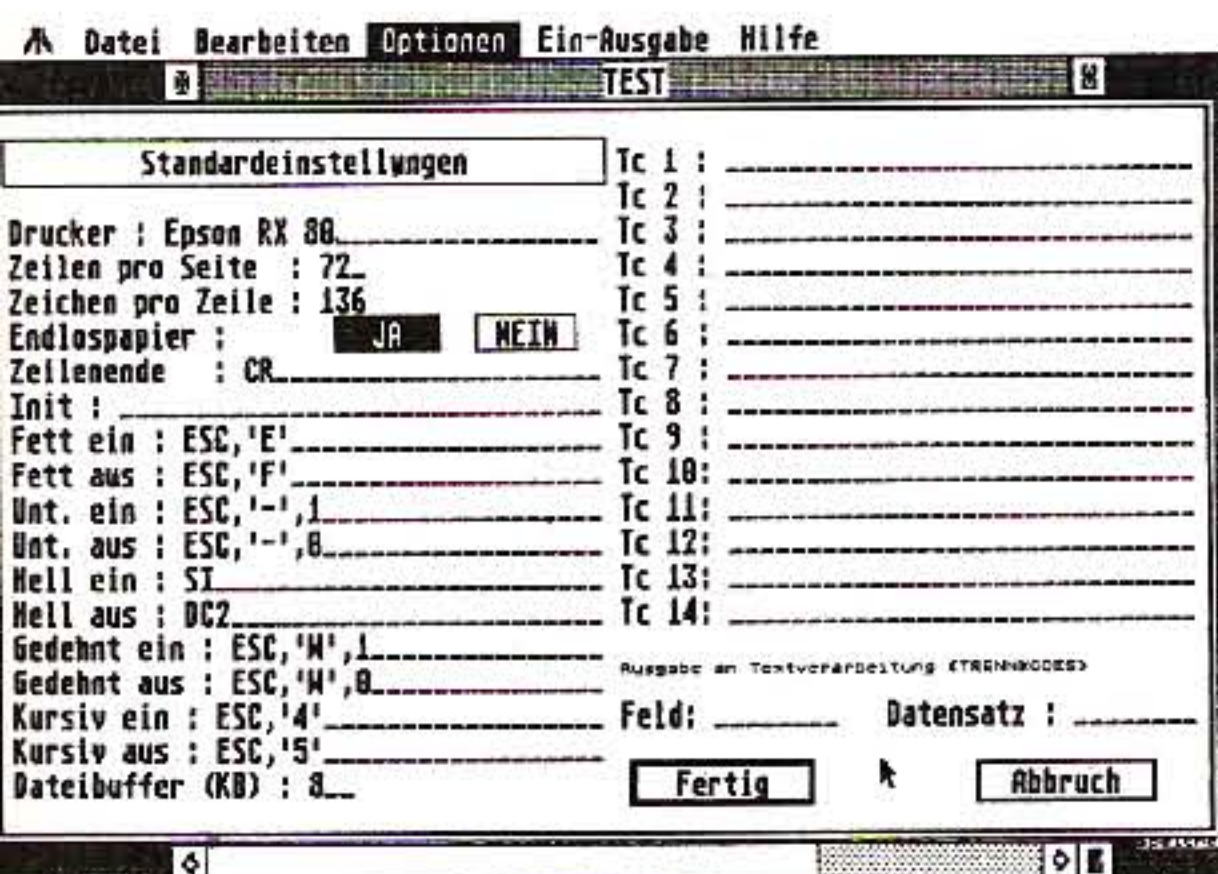 Datei Bearbeiten Optionen Ein-Ausgabe Hilfe
TEST
Standardeinstellungen
Drucker : Epson RX 80
Zeilen pro Seite : 72
Zeichen pro Zeile : 136
Endlospapier : JA NEIN
Zeilenende : CR
Init :
Fett ein : ESC,'E'
Fett aus : ESC,'F'
Unt. ein : ESC,'-',1
Unt. aus : ESC,'-',0
Hell ein : SI
Hell aus : DC2
Gedehnt ein : ESC,'W',1
Gedehnt aus : ESC,'W',0
Kursiv ein : ESC,'4'
Kursiv aus : ESC,'5'
Dateibuffer (KB) : 8
Tc 1 :
Tc 2 :
Tc 3 :
Tc 4 :
Tc 5 :
Tc 6 :
Tc 7 :
Tc 8 :
Tc 9 :
Tc 10:
Tc 11:
Tc 12:
Tc 13:
Tc 14:
Ausgabe an Textverarbeitung (TRENNKODES)
Feld: Datensatz :
Fertig Abbruch